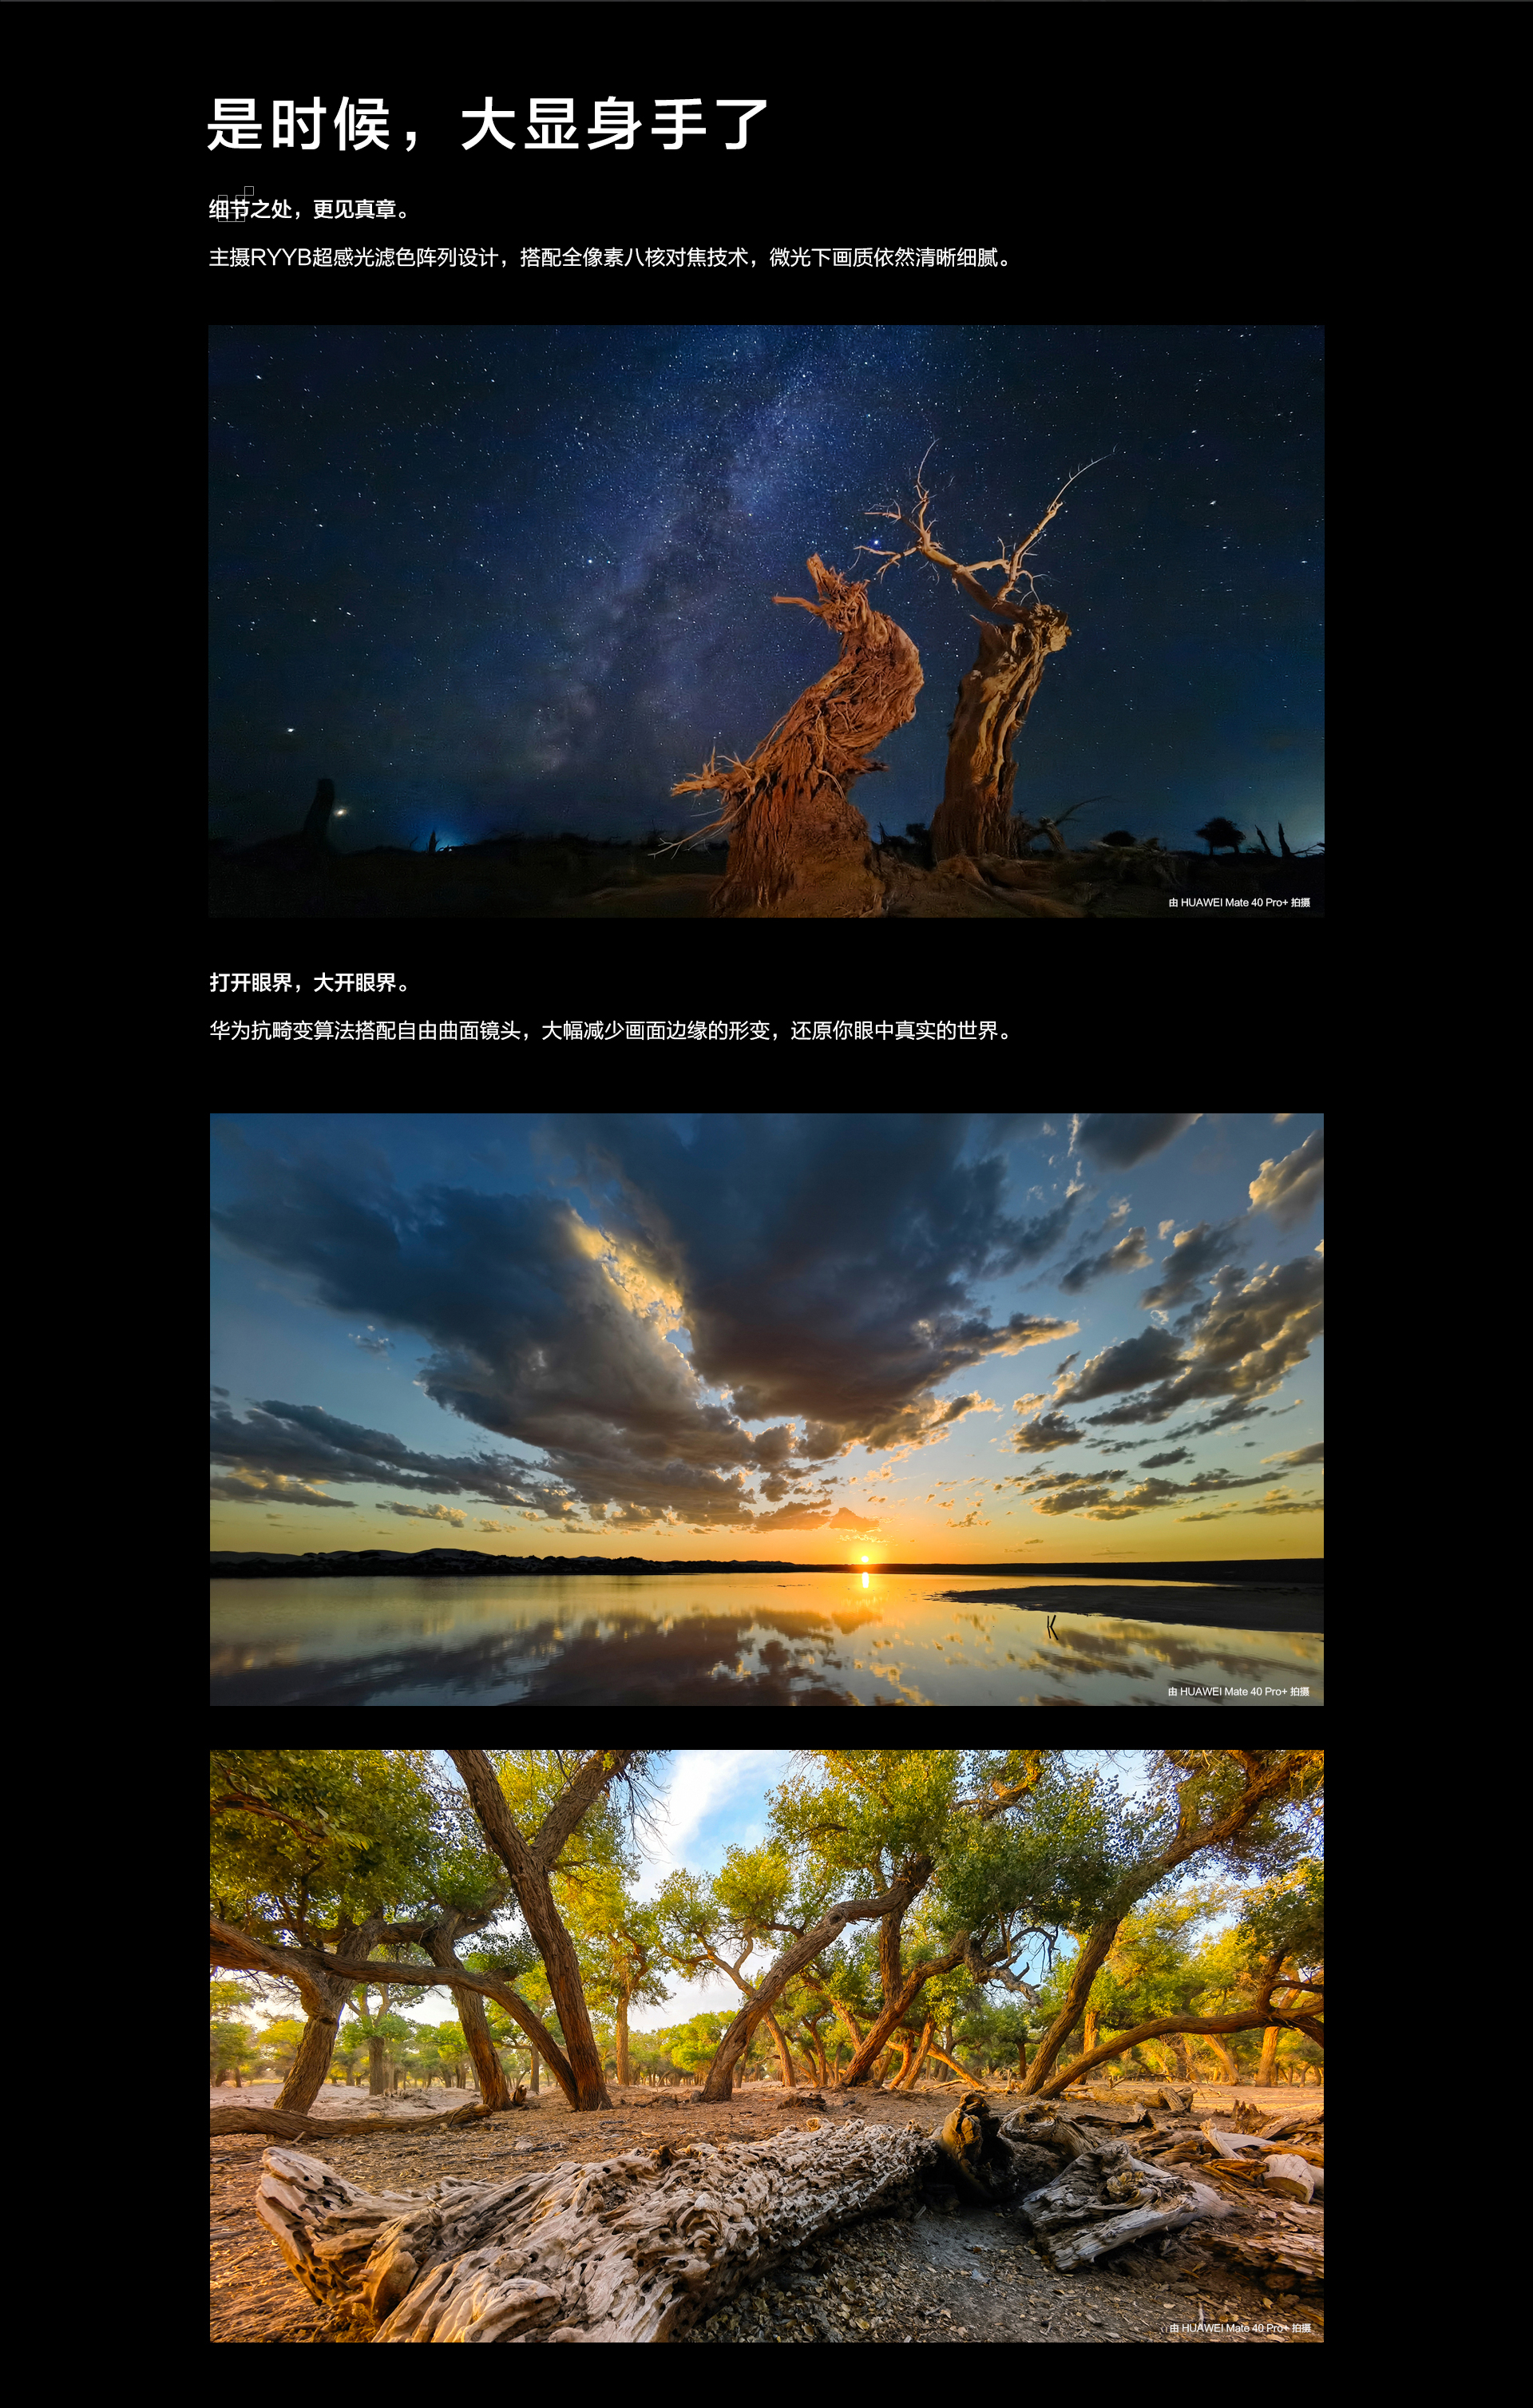 是时候，大显身手了
细节之处，更见真章。
主摄RYYB超感光滤色阵列设计，搭配全像素八核对焦技术，微光下画质依然清晰细腻。
由 HUAWEI Mate 40 Pro+ 拍摄
打开眼界，大开眼界。
华为抗畸变算法搭配自由曲面镜头，大幅减少画面边缘的形变，还原你眼中真实的世界。
由 HUAWEI Mate 40 Pro+ 拍摄
由 HUAWEI Mate 40 Pro+ 拍摄